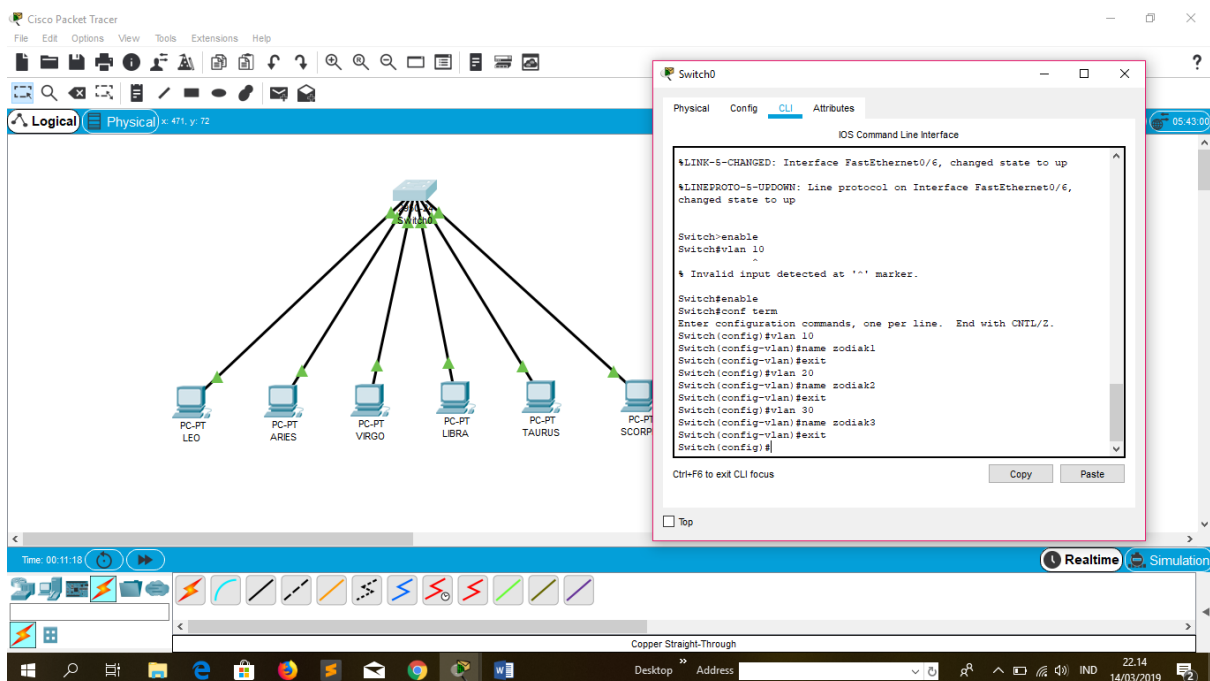 Cisco Packet Tracer
File Edit Options View Tools Extensions Help
?
Logical Physical x: 471, y: 72
05:43:00
Switch0
PC-PT
LEO
PC-PT
ARIES
PC-PT
VIRGO
PC-PT
LIBRA
PC-PT
TAURUS
PC-PT
SCORP
Switch0
Physical Config CLI Attributes
IOS Command Line Interface
%LINK-5-CHANGED: Interface FastEthernet0/6, changed state to up
%LINEPROTO-5-UPDOWN: Line protocol on Interface FastEthernet0/6,
changed state to up
Switch>enable
Switch#vlan 10
^
% Invalid input detected at '^' marker.
Switch#enable
Switch#conf term
Enter configuration commands, one per line. End with CNTL/Z.
Switch(config)#vlan 10
Switch(config-vlan)#name zodiak1
Switch(config-vlan)#exit
Switch(config)#vlan 20
Switch(config-vlan)#name zodiak2
Switch(config-vlan)#exit
Switch(config)#vlan 30
Switch(config-vlan)#name zodiak3
Switch(config-vlan)#exit
Switch(config)#
Ctrl+F6 to exit CLI focus
Copy Paste
Top
Time: 00:11:18
Realtime Simulation
Copper Straight-Through
Desktop » Address
IND
22.14
14/03/2019
2